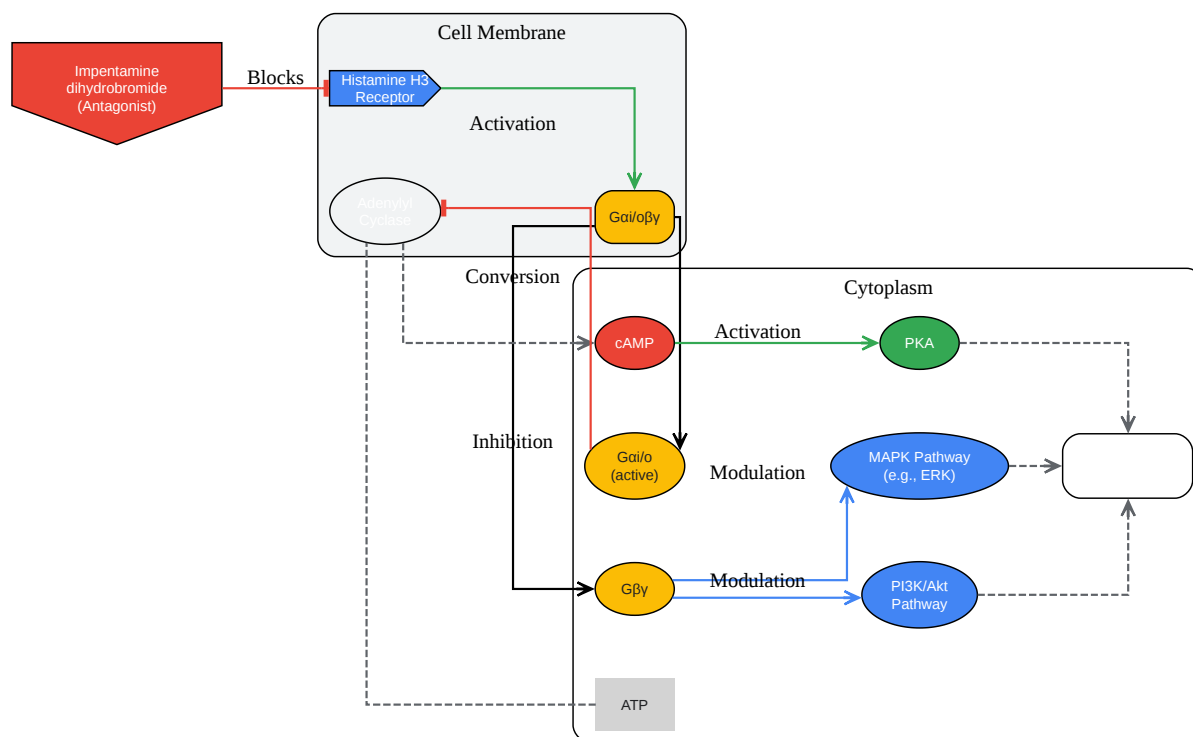 Cell Membrane
Impentamine
dihydrobromide
(Antagonist)
Blocks
Histamine H3
Receptor
Activation
Adenylyl
Cyclase
Gαi/oβγ
Conversion
Cytoplasm
cAMP
Activation
PKA
Inhibition
Gαi/o
(active)
Modulation
MAPK Pathway
(e.g., ERK)
Gβγ
Modulation
PI3K/Akt
Pathway
ATP